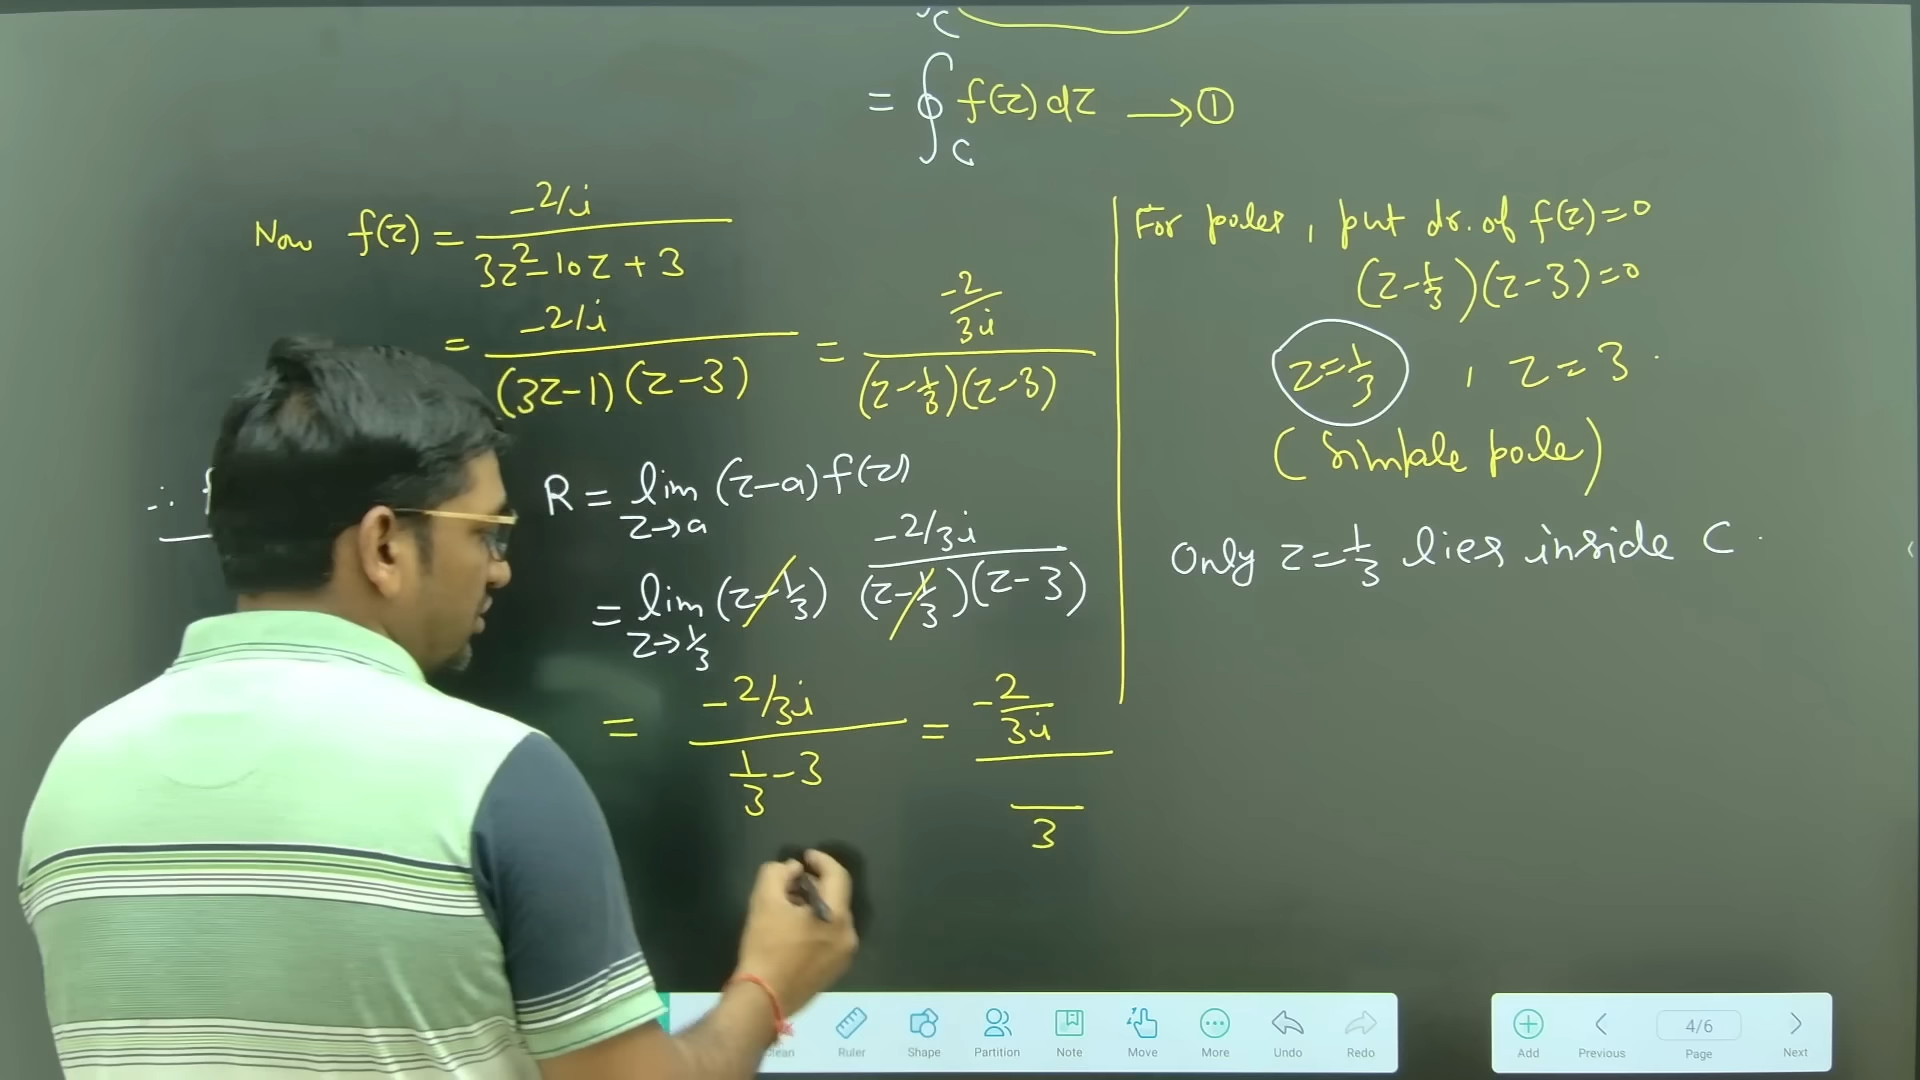 C
= ∮_C f(z) dz ⟶ ①
Now f(z) = (-2/i) / (3z² - 10z + 3)
= (-2/i) / ((3z-1)(z-3)) = (-2/3i) / ((z-1/3)(z-3))
∴
R = lim_{z→a} (z-a) f(z)
= lim_{z→1/3} (z-1/3) (-2/3i) / ((z-1/3)(z-3))
= (-2/3i) / (1/3 - 3) = (-2/3i) / ( /3)
For poles, put dr. of f(z) = 0
(z-1/3)(z-3) = 0
z = 1/3 , z = 3
(Simple pole)
Only z = 1/3 lies inside C.
Ruler Shape Partition Note Move More Undo Redo
Add Previous 4/6 Page Next